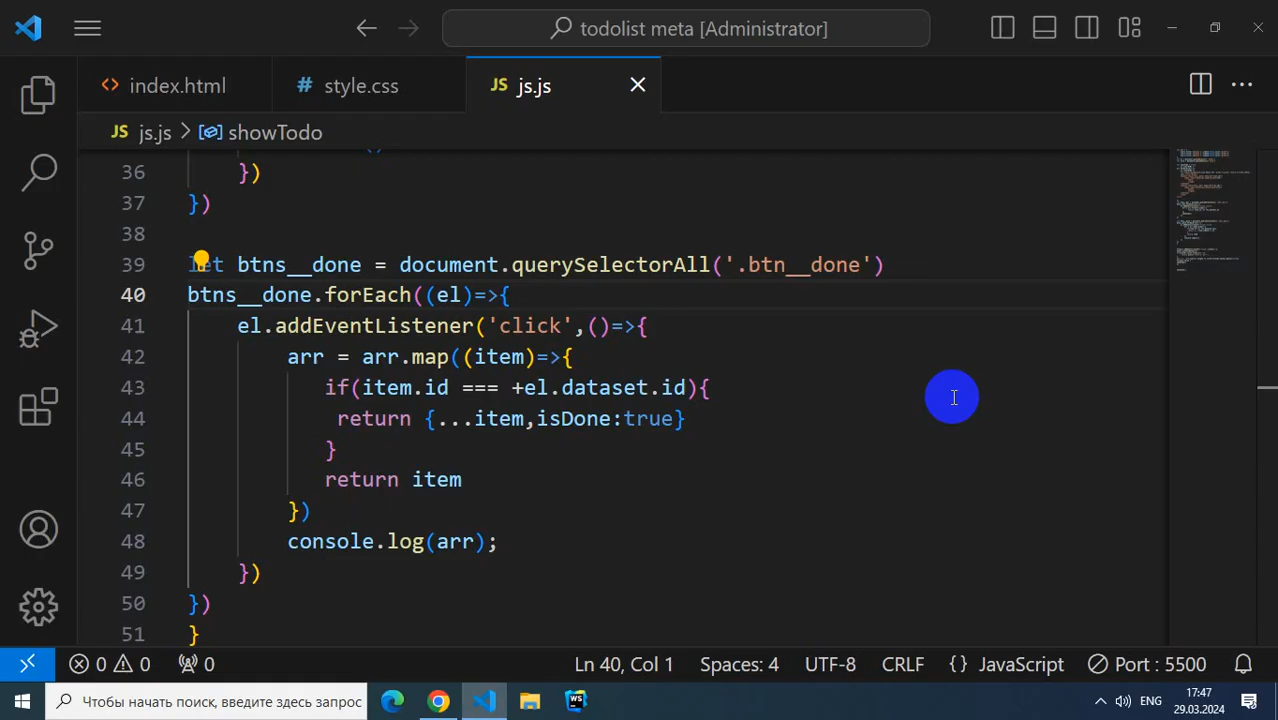 todolist meta [Administrator]
index.html
# style.css
JS js.js
JS js.js > showTodo
36 })
37 })
38
39 let btns__done = document.querySelectorAll('.btn__done')
40 btns__done.forEach((el)=>{
41 el.addEventListener('click',()=>{
42 arr = arr.map((item)=>{
43 if(item.id === +el.dataset.id){
44 return {...item,isDone:true}
45 }
46 return item
47 })
48 console.log(arr);
49 })
50 })
51 }
0 0 0 Ln 40, Col 1 Spaces: 4 UTF-8 CRLF {} JavaScript Port : 5500
Чтобы начать поиск, введите здесь запрос
WS
ENG
17:47
29.03.2024